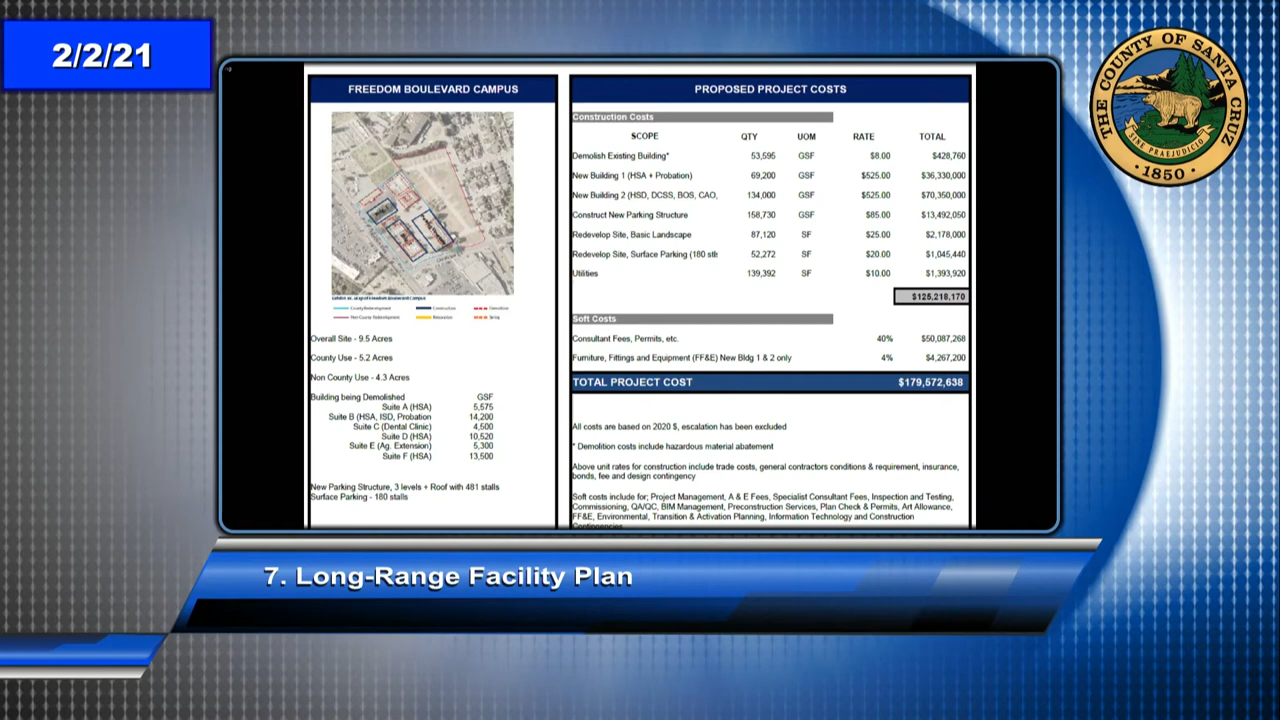 2/2/21
THE COUNTY OF SANTA CRUZ
SINE PRAEJUDICIO
• 1850 •
FREEDOM BOULEVARD CAMPUS
Overall Site - 9.5 Acres
County Use - 5.2 Acres
Non County Use - 4.3 Acres
Building being Demolished GSF
Suite A (HSA) 5,575
Suite B (HSA, ISD, Probation 14,200
Suite C (Dental Clinic) 4,500
Suite D (HSA) 10,520
Suite E (Ag. Extension) 5,300
Suite F (HSA) 13,500
New Parking Structure, 3 levels + Roof with 481 stalls
Surface Parking - 180 stalls
PROPOSED PROJECT COSTS
Construction Costs
SCOPE QTY UOM RATE TOTAL
Demolish Existing Building* 53,595 GSF $8.00 $428,760
New Building 1 (HSA + Probation) 69,200 GSF $525.00 $36,330,000
New Building 2 (HSD, DCSS, BOS, CAO, 134,000 GSF $525.00 $70,350,000
Construct New Parking Structure 158,730 GSF $85.00 $13,492,050
Redevelop Site, Basic Landscape 87,120 SF $25.00 $2,178,000
Redevelop Site, Surface Parking (180 sta 52,272 SF $20.00 $1,045,440
Utilities 139,392 SF $10.00 $1,393,920
$125,218,170
Soft Costs
Consultant Fees, Permits, etc. 40% $50,087,268
Furniture, Fittings and Equipment (FF&E) New Bldg 1 & 2 only 4% $4,267,200
TOTAL PROJECT COST $179,572,638
All costs are based on 2020 $, escalation has been excluded
* Demolition costs include hazardous material abatement
Above unit rates for construction include trade costs, general contractors conditions & requirement, insurance,
bonds, fee and design contingency
Soft costs include for; Project Management, A & E Fees, Specialist Consultant Fees, Inspection and Testing,
Commissioning, QA/QC, BIM Management, Preconstruction Services, Plan Check & Permits, Art Allowance,
FF&E, Environmental, Transition & Activation Planning, Information Technology and Construction
Contingencies
7. Long-Range Facility Plan